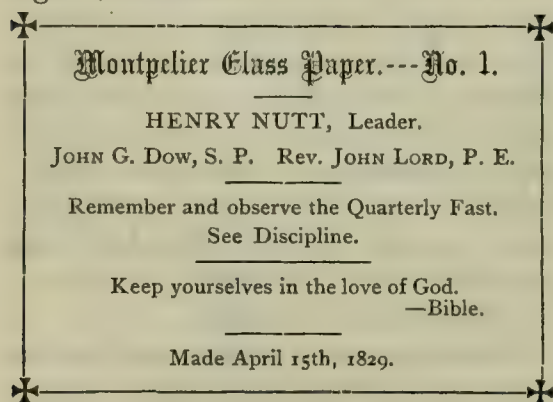 Montpelier Class Paper.---No. 1.
HENRY NUTT, Leader.
JOHN G. DOW, S. P. REV. JOHN LORD, P. E.
Remember and observe the Quarterly Fast.
See Discipline.
Keep yourselves in the love of God.
—Bible.
Made April 15th, 1829.